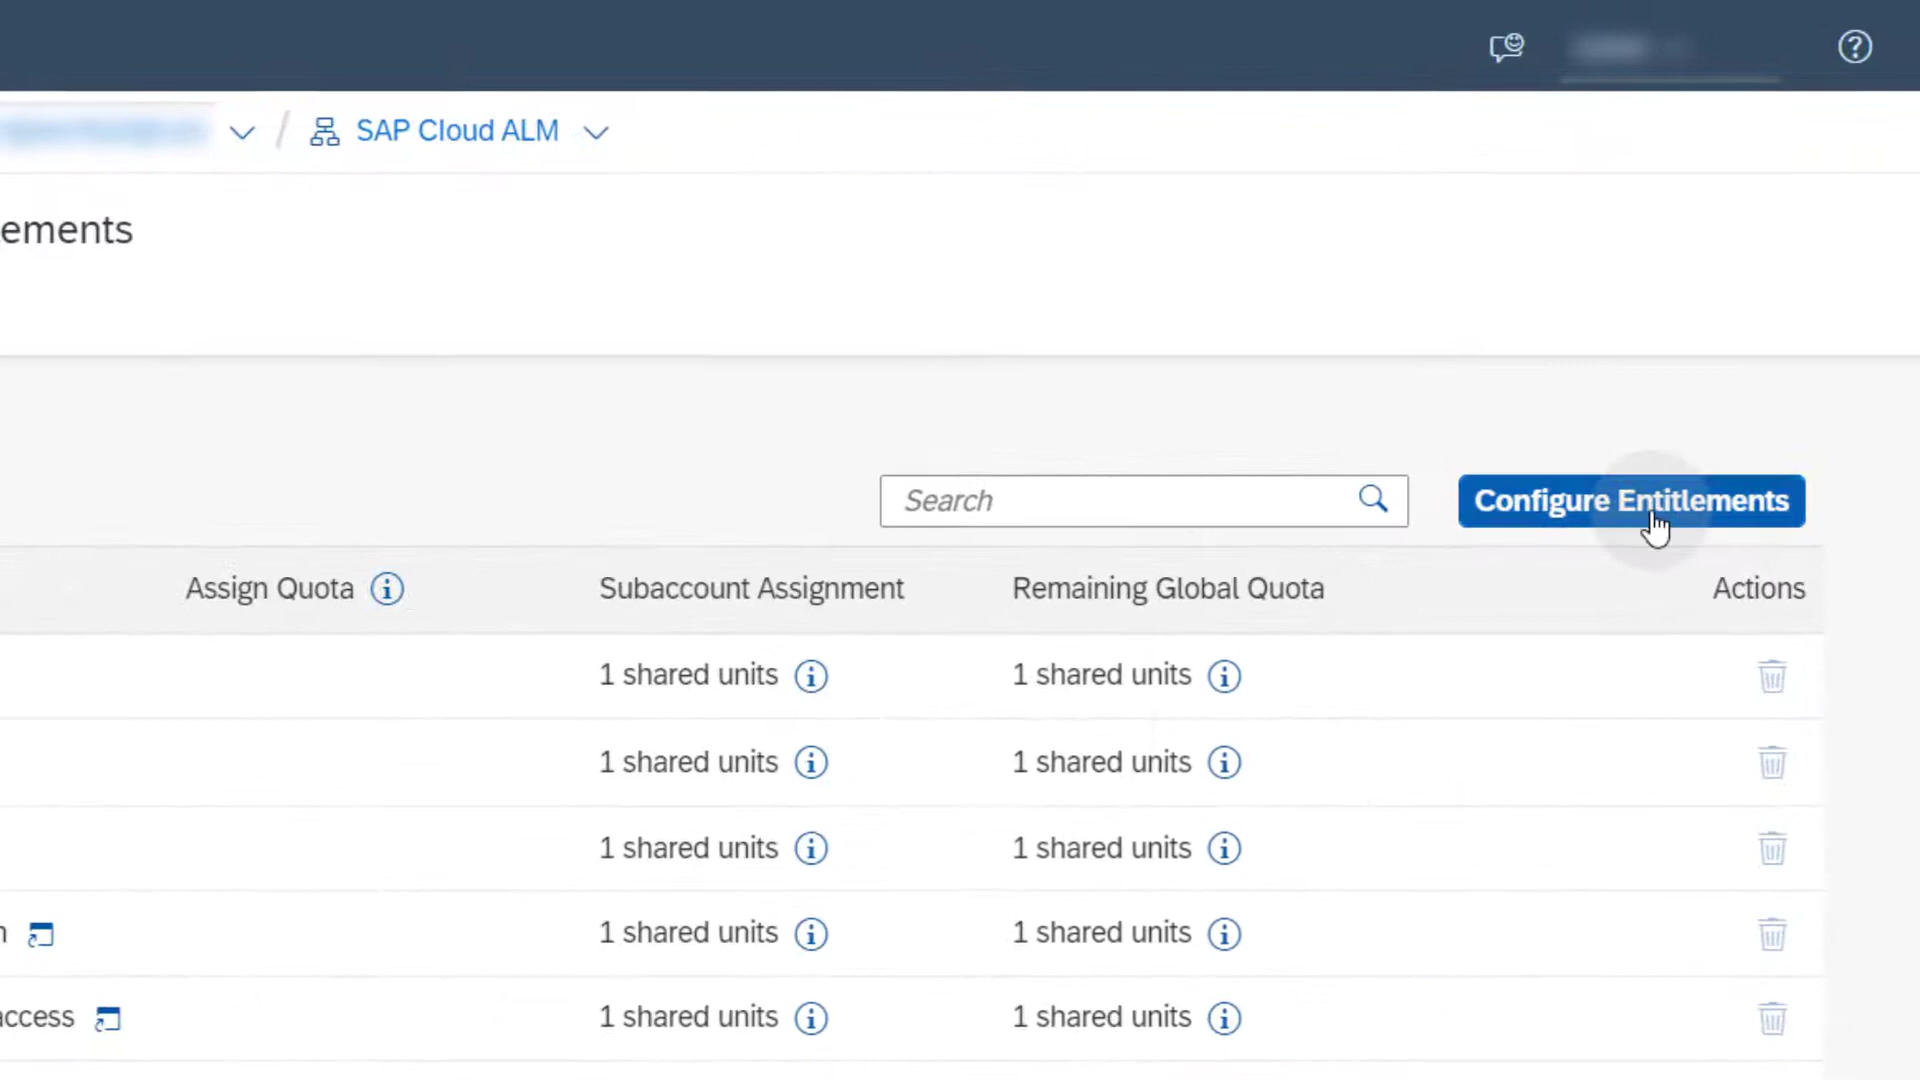 SAP Cloud ALM
ements
Search
Configure Entitlements
Assign Quota Subaccount Assignment Remaining Global Quota Actions
1 shared units 1 shared units
1 shared units 1 shared units
1 shared units 1 shared units
n 1 shared units 1 shared units
access 1 shared units 1 shared units